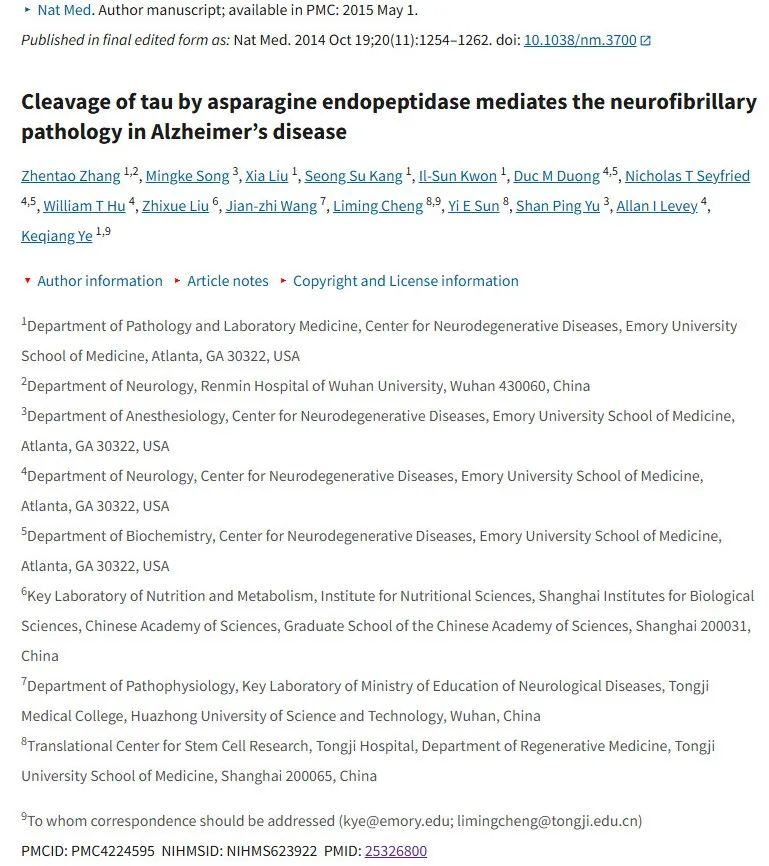 Nat Med. Author manuscript; available in PMC: 2015 May 1.
Published in final edited form as: Nat Med. 2014 Oct 19;20(11):1254–1262. doi: 10.1038/nm.3700
Cleavage of tau by asparagine endopeptidase mediates the neurofibrillary
pathology in Alzheimer’s disease
Zhentao Zhang 1,2, Mingke Song 3, Xia Liu 1, Seong Su Kang 1, Il-Sun Kwon 1, Duc M Duong 4,5, Nicholas T Seyfried
4,5, William T Hu 4, Zhixue Liu 6, Jian-zhi Wang 7, Liming Cheng 8,9, Yi E Sun 8, Shan Ping Yu 3, Allan I Levey 4,
Keqiang Ye 1,9
Author information Article notes Copyright and License information
1Department of Pathology and Laboratory Medicine, Center for Neurodegenerative Diseases, Emory University
School of Medicine, Atlanta, GA 30322, USA
2Department of Neurology, Renmin Hospital of Wuhan University, Wuhan 430060, China
3Department of Anesthesiology, Center for Neurodegenerative Diseases, Emory University School of Medicine,
Atlanta, GA 30322, USA
4Department of Neurology, Center for Neurodegenerative Diseases, Emory University School of Medicine,
Atlanta, GA 30322, USA
5Department of Biochemistry, Center for Neurodegenerative Diseases, Emory University School of Medicine,
Atlanta, GA 30322, USA
6Key Laboratory of Nutrition and Metabolism, Institute for Nutritional Sciences, Shanghai Institutes for Biological
Sciences, Chinese Academy of Sciences, Graduate School of the Chinese Academy of Sciences, Shanghai 200031,
China
7Department of Pathophysiology, Key Laboratory of Ministry of Education of Neurological Diseases, Tongji
Medical College, Huazhong University of Science and Technology, Wuhan, China
8Translational Center for Stem Cell Research, Tongji Hospital, Department of Regenerative Medicine, Tongji
University School of Medicine, Shanghai 200065, China
9To whom correspondence should be addressed (kye@emory.edu; limingcheng@tongji.edu.cn)
PMCID: PMC4224595 NIHMSID: NIHMS623922 PMID: 25326800